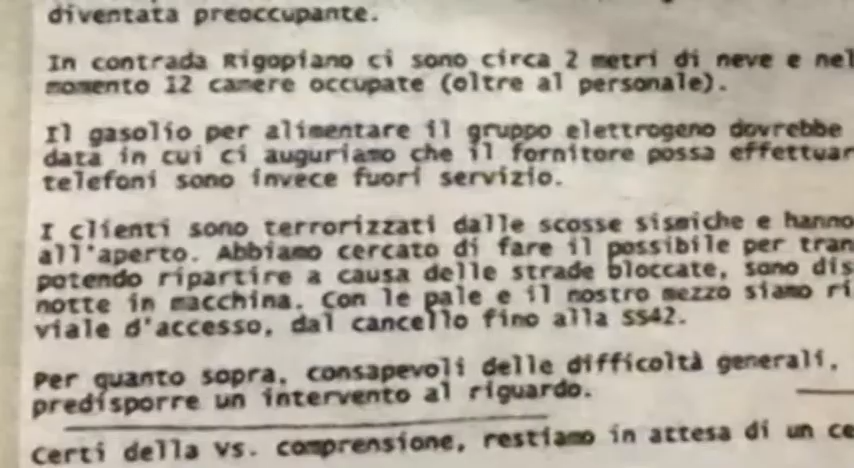 diventata preoccupante.
In contrada Rigopiano ci sono circa 2 metri di neve e nel
momento 12 camere occupate (oltre al personale).
Il gasolio per alimentare il gruppo elettrogeno dovrebbe
data in cui ci auguriamo che il fornitore possa effettuar
telefoni sono invece fuori servizio.
I clienti sono terrorizzati dalle scosse sismiche e hanno
all'aperto. Abbiamo cercato di fare il possibile per tran
potendo ripartire a causa delle strade bloccate, sono dis
notte in macchina. Con le pale e il nostro mezzo siamo ri
viale d'accesso, dal cancello fino alla SS42.
Per quanto sopra, consapevoli delle difficoltà generali,
predisporre un intervento al riguardo.
Certi della Vs. comprensione, restiamo in attesa di un ce